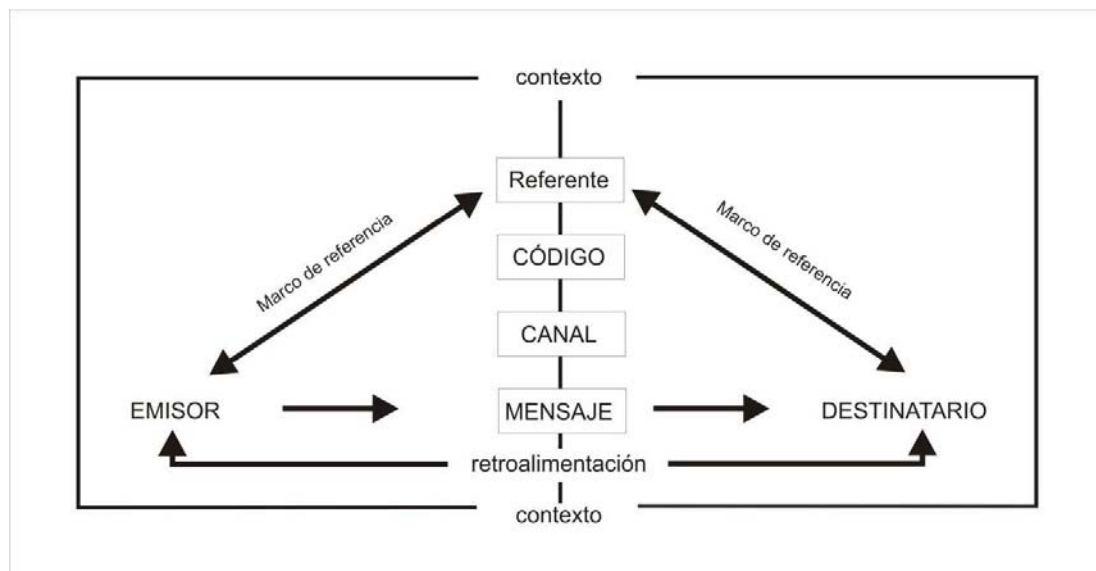 contexto
Referente
Marco de referencia
Marco de referencia
CÓDIGO
CANAL
EMISOR
MENSAJE
DESTINATARIO
retroalimentación
contexto